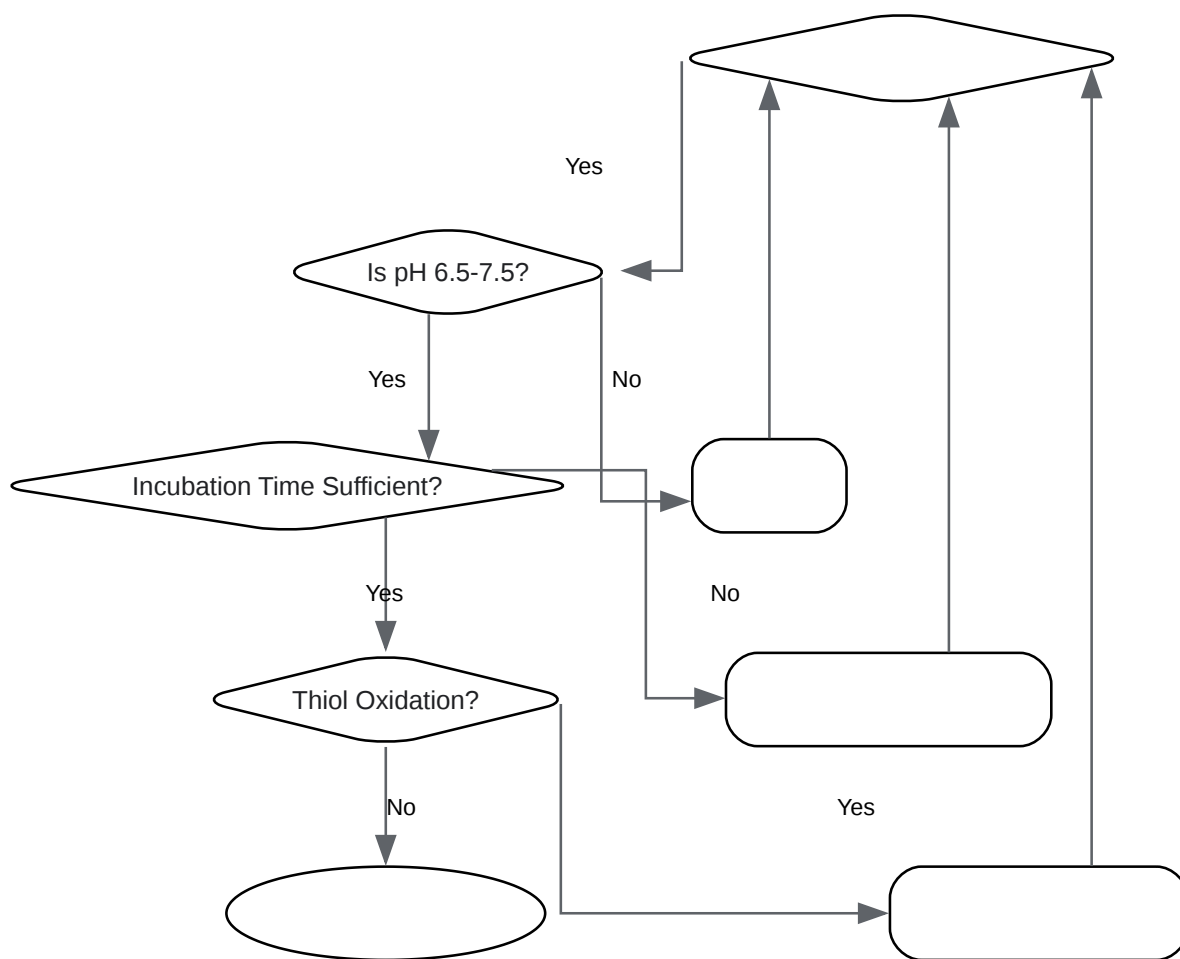 Yes
Is pH 6.5-7.5?
Yes
No
Incubation Time Sufficient?
Yes
No
Thiol Oxidation?
No
Yes